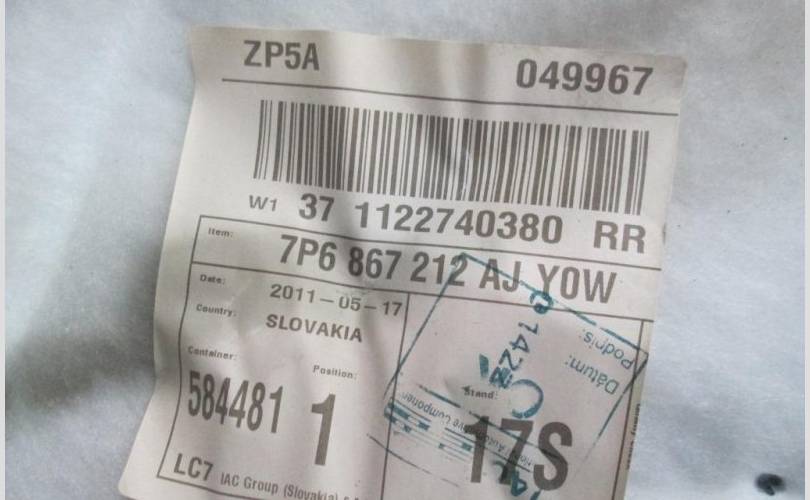 ZP5A 049967
W1 37 1122740380 RR
Item: 7P6 867 212 AJ Y0W
Date: 2011-05-17
Country: SLOVAKIA
Container: 584481
Position: 1
Stand: 17S
LC7 IAC Group (Slovakia)
Podpis:
Dátum: